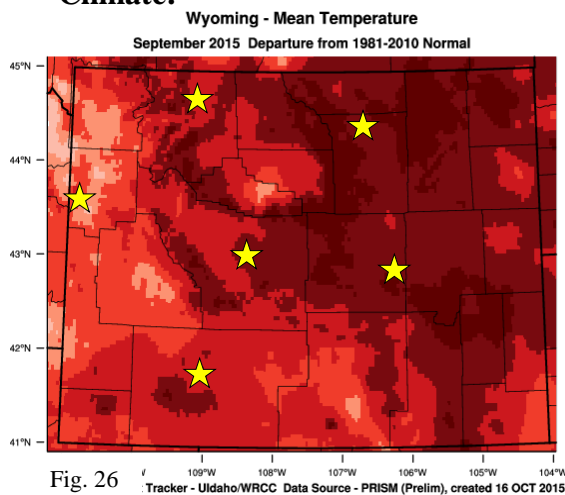 Climate:
Wyoming - Mean Temperature
September 2015 Departure from 1981-2010 Normal
45°N
44°N
43°N
42°N
41°N
109°W 108°W 107°W 106°W 105°W 104°W
Fig. 26
Tracker - UIdaho/WRCC Data Source - PRISM (Prelim), created 16 OCT 2015